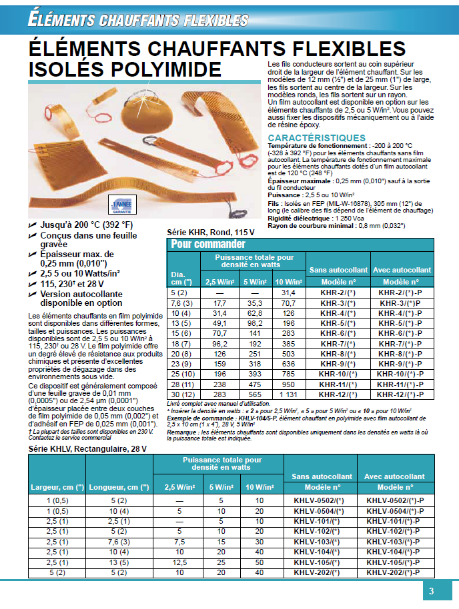 ÉLÉMENTS CHAUFFANTS FLEXIBLES
ÉLÉMENTS CHAUFFANTS FLEXIBLES
ISOLÉS POLYIMIDE
Les fils conducteurs sortent au coin supérieur
droit de la largeur de l'élément chauffant. Sur les
modèles de 12 mm (½") et de 25 mm (1") de large,
les fils sortent au centre de la largeur. Sur les
modèles ronds, les fils sortent sur un rayon.
Un film autocollant est disponible en option sur les
éléments chauffants de 2,5 ou 5 W/in². Vous pouvez
aussi fixer les dispositifs mécaniquement ou à l'aide
de résine époxy.
CARACTÉRISTIQUES
Température de fonctionnement : -200 à 200 °C
(-328 à 392 °F) pour les éléments chauffants sans film
autocollant. La température de fonctionnement maximale
pour les éléments chauffants dotés d'un film autocollant
est de 120 °C (248 °F)
Épaisseur maximale : 0,25 mm (0,010") sauf à la sortie
du fil conducteur
Puissance : 2,5 5 ou 10 W/in²
Fils : Isolés en FEP (MIL-W-16878), 305 mm (12") de
long (le calibre des fils dépend de l'élément de chauffage)
Rigidité diélectrique : 1 250 Vca
Rayon de courbure minimal : 0,8 mm (0.032")
1 ANNÉE
GARANTIE
Jusqu'à 200 °C (392 °F)
Conçus dans une feuille
gravée
Épaisseur max. de
0,25 mm (0,010")
2,5 5 ou 10 Watts/in²
115, 230† et 28 V
Version autocollante
disponible en option
Les éléments chauffants en film polyimide
sont disponibles dans différentes formes,
tailles et puissances. Les puissances
disponibles sont de 2,5 5 ou 10 W/in² à
115, 230† ou 28 V. Le film polyimide offre
un degré élevé de résistance aux produits
chimiques et présente d'excellentes
propriétés de dégazage dans des
environnements sous vide.
Ce dispositif est généralement composé
d'une feuille gravée de 0,01 mm
(0,0005") ou de 2,54 µm (0,0001")
d'épaisseur placée entre deux couches
de film polyimide de 0,05 mm (0,002") et
d'adhésif en FEP de 0,025 mm (0,001").
† La plupart des tailles sont disponibles en 230 V.
Contactez le service commercial
Série KHR, Rond, 115 V
Pour commander
Dia. cm (") Puissance totale pour densité en watts Sans autocollant Avec autocollant
2,5 W/in² 5 W/in² 10 W/in² Modèle n° Modèle n°
5 (2) — — 31,4 KHR-2/(*) KHR-2/(*)-P
7,6 (3) 17,7 35,3 70,7 KHR-3/(*) KHR-3/(*)P
10 (4) 31,4 62,8 126 KHR-4/(*) KHR-4/(*)-P
13 (5) 49,1 98,2 196 KHR-5/(*) KHR-5/(*)-P
15 (6) 70,7 141 283 KHR-6/(*) KHR-6/(*)-P
18 (7) 96,2 192 385 KHR-7/(*) KHR-7/(*)-P
20 (8) 126 251 503 KHR-8/(*) KHR-8/(*)-P
23 (9) 159 318 636 KHR-9/(*) KHR-9/(*)-P
25 (10) 196 393 785 KHR-10/(*) KHR-10/(*)-P
28 (11) 238 475 950 KHR-11/(*) KHR-11/(*)-P
30 (12) 283 565 1 131 KHR-12/(*) KHR-12/(*)-P
Livré complet avec manuel d'utilisation.
* Insérer la densité en watts : « 2 » pour 2,5 W/in², « 5 » pour 5 W/in² ou « 10 » pour 10 W/in²
Exemple de commande : KHLV-104/5-P, élément chauffant en polyimide avec film autocollant de
2,5 x 10 cm (1 x 4"), 28 V, 5 W/in²
Remarque : les éléments chauffants sont disponibles uniquement dans les densités en watts là où
la puissance totale est indiquée.
Série KHLV, Rectangulaire, 28 V
Largeur, cm (") Longueur, cm (") Puissance totale pour densité en watts Sans autocollant Avec autocollant
2,5 W/in² 5 W/in² 10 W/in² Modèle n° Modèle n°
1 (0,5) 5 (2) — 5 10 KHLV-0502/(*) KHLV-0502/(*)-P
1 (0,5) 10 (4) 5 10 20 KHLV-0504/(*) KHLV-0504/(*)-P
2,5 (1) 2,5 (1) — 5 10 KHLV-101/(*) KHLV-101/(*)-P
2,5 (1) 5 (2) 5 10 20 KHLV-102/(*) KHLV-102/(*)-P
2,5 (1) 7,6 (3) 7,5 15 30 KHLV-103/(*) KHLV-103/(*)-P
2,5 (1) 10 (4) 10 20 40 KHLV-104/(*) KHLV-104/(*)-P
2,5 (1) 13 (5) 12,5 25 50 KHLV-105/(*) KHLV-105/(*)-P
5 (2) 5 (2) 10 20 40 KHLV-202/(*) KHLV-202/(*)-P
3